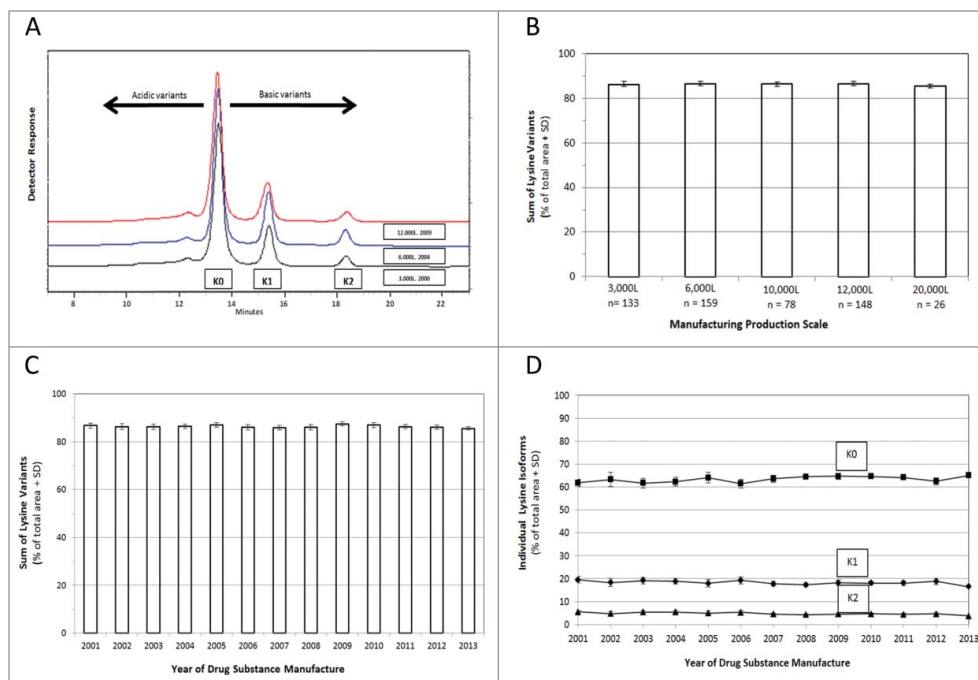 A
Detector Response
Acidic variants
Basic variants
12,000L, 2009
6,000L, 2004
3,000L, 2000
K0
K1
K2
8
10
12
14
16
18
20
22
Minutes
B
Sum of Lysine Variants
(% of total area + SD)
100
80
60
40
20
0
3,000L
n= 133
6,000L
n= 159
10,000L
n = 78
12,000L
n = 148
20,000L
n = 26
Manufacturing Production Scale
C
Sum of Lysine Variants
(% of total area + SD)
100
80
60
40
20
0
2001 2002 2003 2004 2005 2006 2007 2008 2009 2010 2011 2012 2013
Year of Drug Substance Manufacture
D
Individual Lysine Isoforms
(% of total area + SD)
100
90
80
70
60
50
40
30
20
10
0
K0
K1
K2
2001 2002 2003 2004 2005 2006 2007 2008 2009 2010 2011 2012 2013
Year of Drug Substance Manufacture